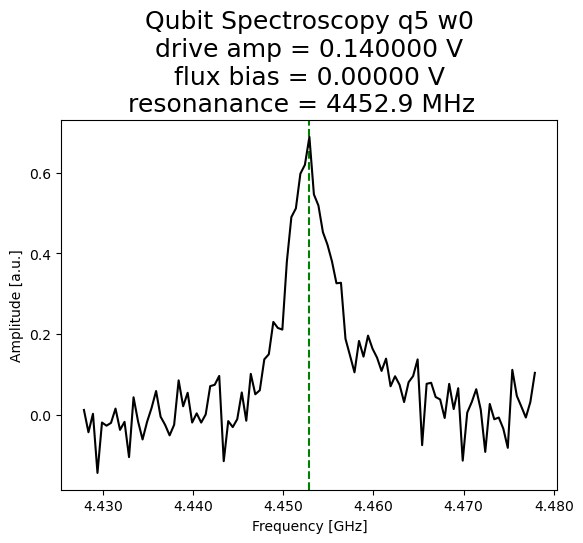 Qubit Spectroscopy q5 w0
drive amp = 0.140000 V
flux bias = 0.00000 V
resonanance = 4452.9 MHz
Amplitude [a.u.]
0.6
0.4
0.2
0.0
4.430 4.440 4.450 4.460 4.470 4.480
Frequency [GHz]